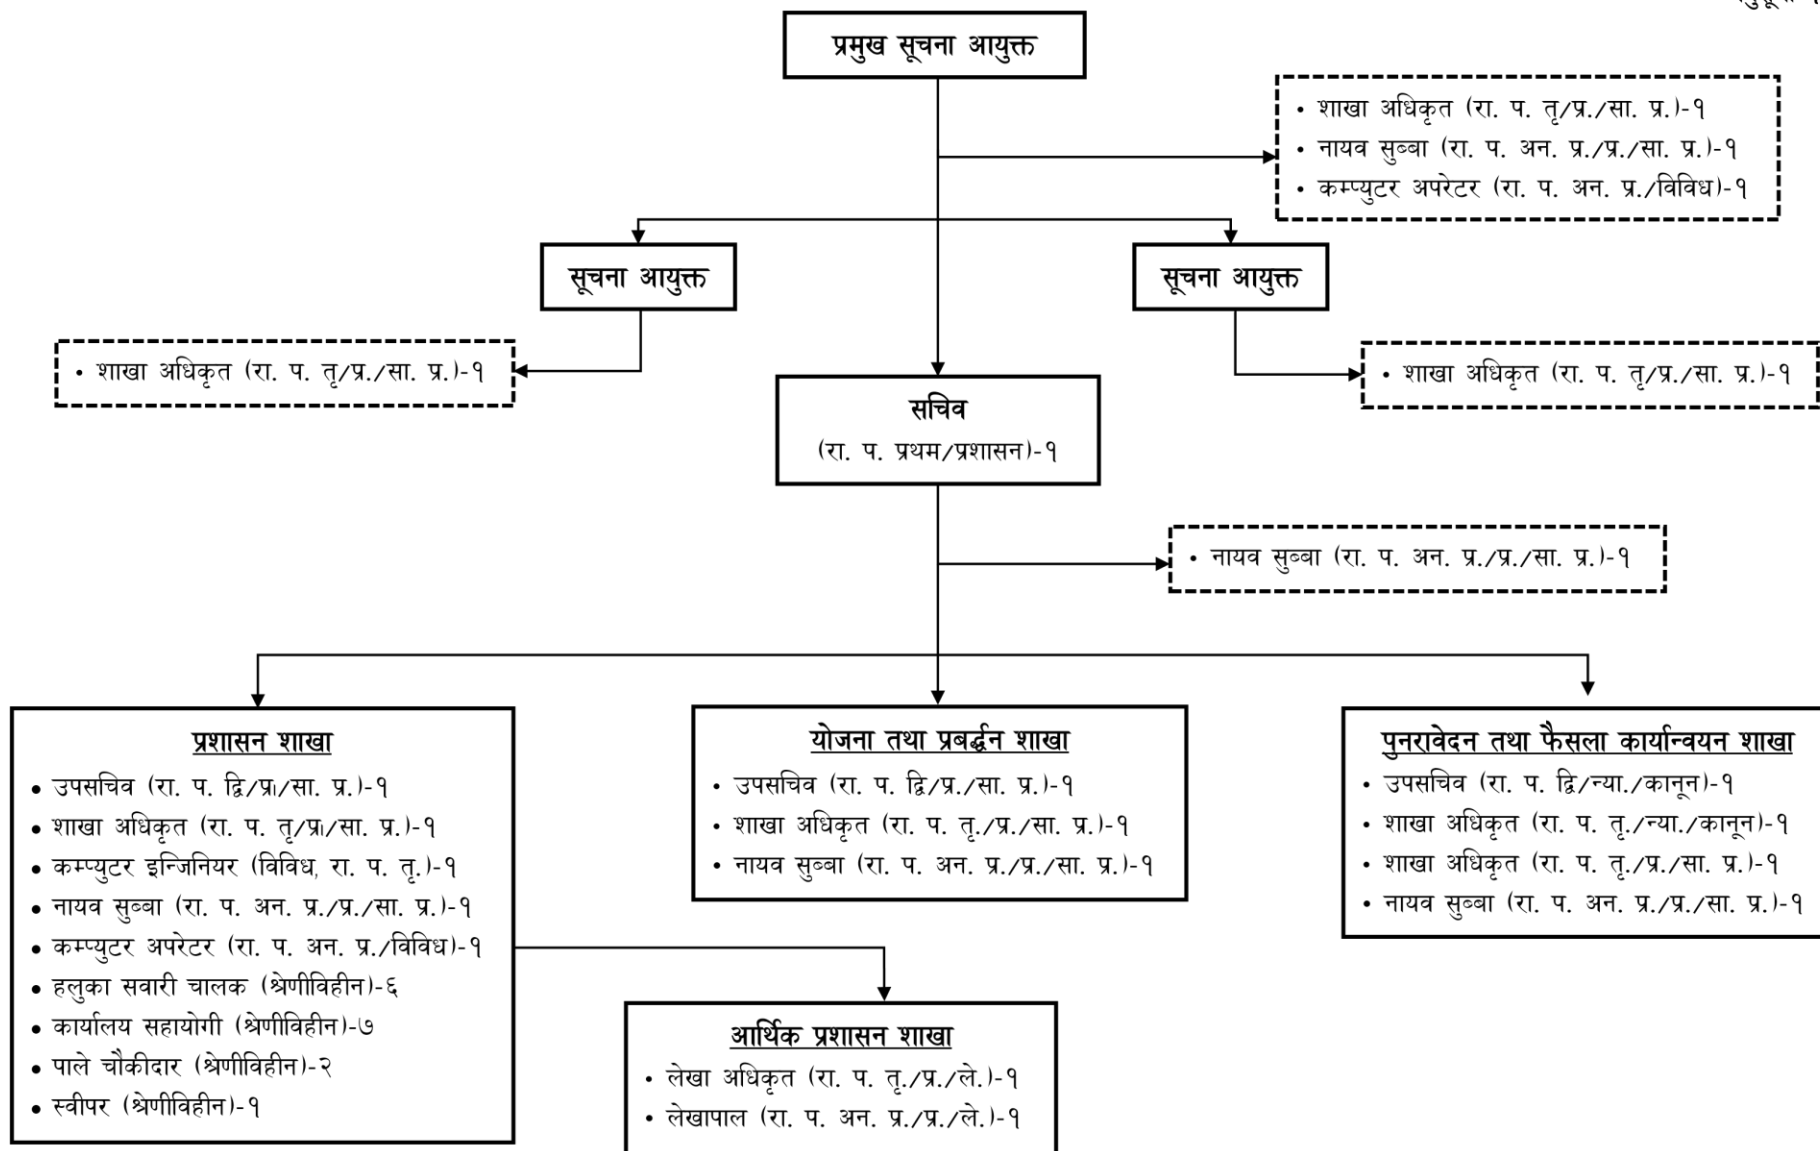 प्रमुख सूचना आयुक्त
• शाखा अधिकृत (रा. प. तृ/प्र./सा. प्र.)-१
• नायव सुब्बा (रा. प. अन. प्र./प्र./सा. प्र.)-१
• कम्प्युटर अपरेटर (रा. प. अन. प्र./विविध)-१
सूचना आयुक्त
सूचना आयुक्त
• शाखा अधिकृत (रा. प. तृ/प्र./सा. प्र.)-१
• शाखा अधिकृत (रा. प. तृ/प्र./सा. प्र.)-१
सचिव
(रा. प. प्रथम/प्रशासन)-१
• नायव सुब्बा (रा. प. अन. प्र./प्र./सा. प्र.)-१
प्रशासन शाखा
• उपसचिव (रा. प. द्वि/प्र।/सा. प्र.)-१
• शाखा अधिकृत (रा. प. तृ/प्र।/सा. प्र.)-१
• कम्प्युटर इन्जिनियर (विविध, रा. प. तृ.)-१
• नायव सुब्बा (रा. प. अन. प्र./प्र./सा. प्र.)-१
• कम्प्युटर अपरेटर (रा. प. अन. प्र./विविध)-१
• हलुका सवारी चालक (श्रेणीविहीन)-६
• कार्यालय सहायोगी (श्रेणीविहीन)-७
• पाले चौकीदार (श्रेणीविहीन)-२
• स्वीपर (श्रेणीविहीन)-१
योजना तथा प्रबर्द्धन शाखा
• उपसचिव (रा. प. द्वि/प्र./सा. प्र.)-१
• शाखा अधिकृत (रा. प. तृ./प्र./सा. प्र.)-१
• नायव सुब्बा (रा. प. अन. प्र./प्र./सा. प्र.)-१
पुनरावेदन तथा फैसला कार्यान्वयन शाखा
• उपसचिव (रा. प. द्वि/न्या./कानून)-१
• शाखा अधिकृत (रा. प. तृ./न्या./कानून)-१
• शाखा अधिकृत (रा. प. तृ./प्र./सा. प्र.)-१
• नायव सुब्बा (रा. प. अन. प्र./प्र./सा. प्र.)-१
आर्थिक प्रशासन शाखा
• लेखा अधिकृत (रा. प. तृ./प्र./ले.)-१
• लेखापाल (रा. प. अन. प्र./प्र./ले.)-१